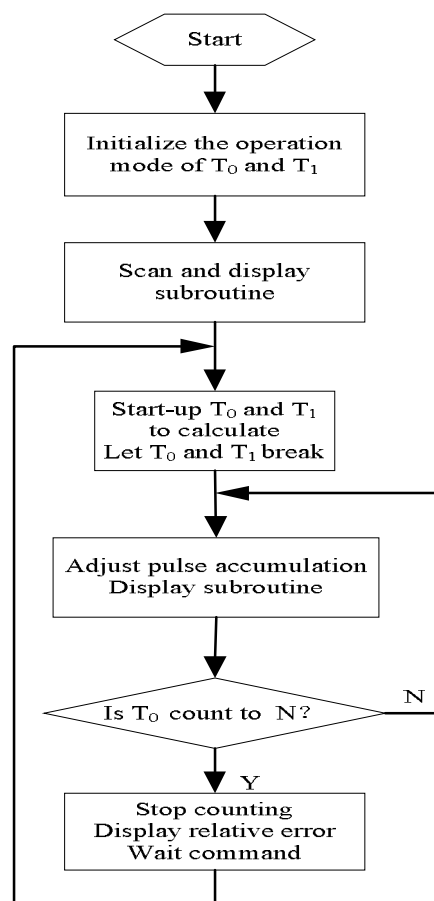 Start
Initialize the operation
mode of T₀ and T₁
Scan and display
subroutine
Start-up T₀ and T₁
to calculate
Let T₀ and T₁ break
Adjust pulse accumulation
Display subroutine
Is T₀ count to N?
N
Y
Stop counting
Display relative error
Wait command